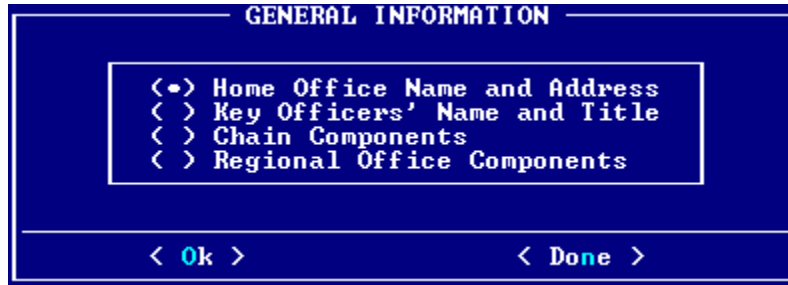 GENERAL INFORMATION
(•) Home Office Name and Address
( ) Key Officers' Name and Title
( ) Chain Components
( ) Regional Office Components
< Ok > < Done >